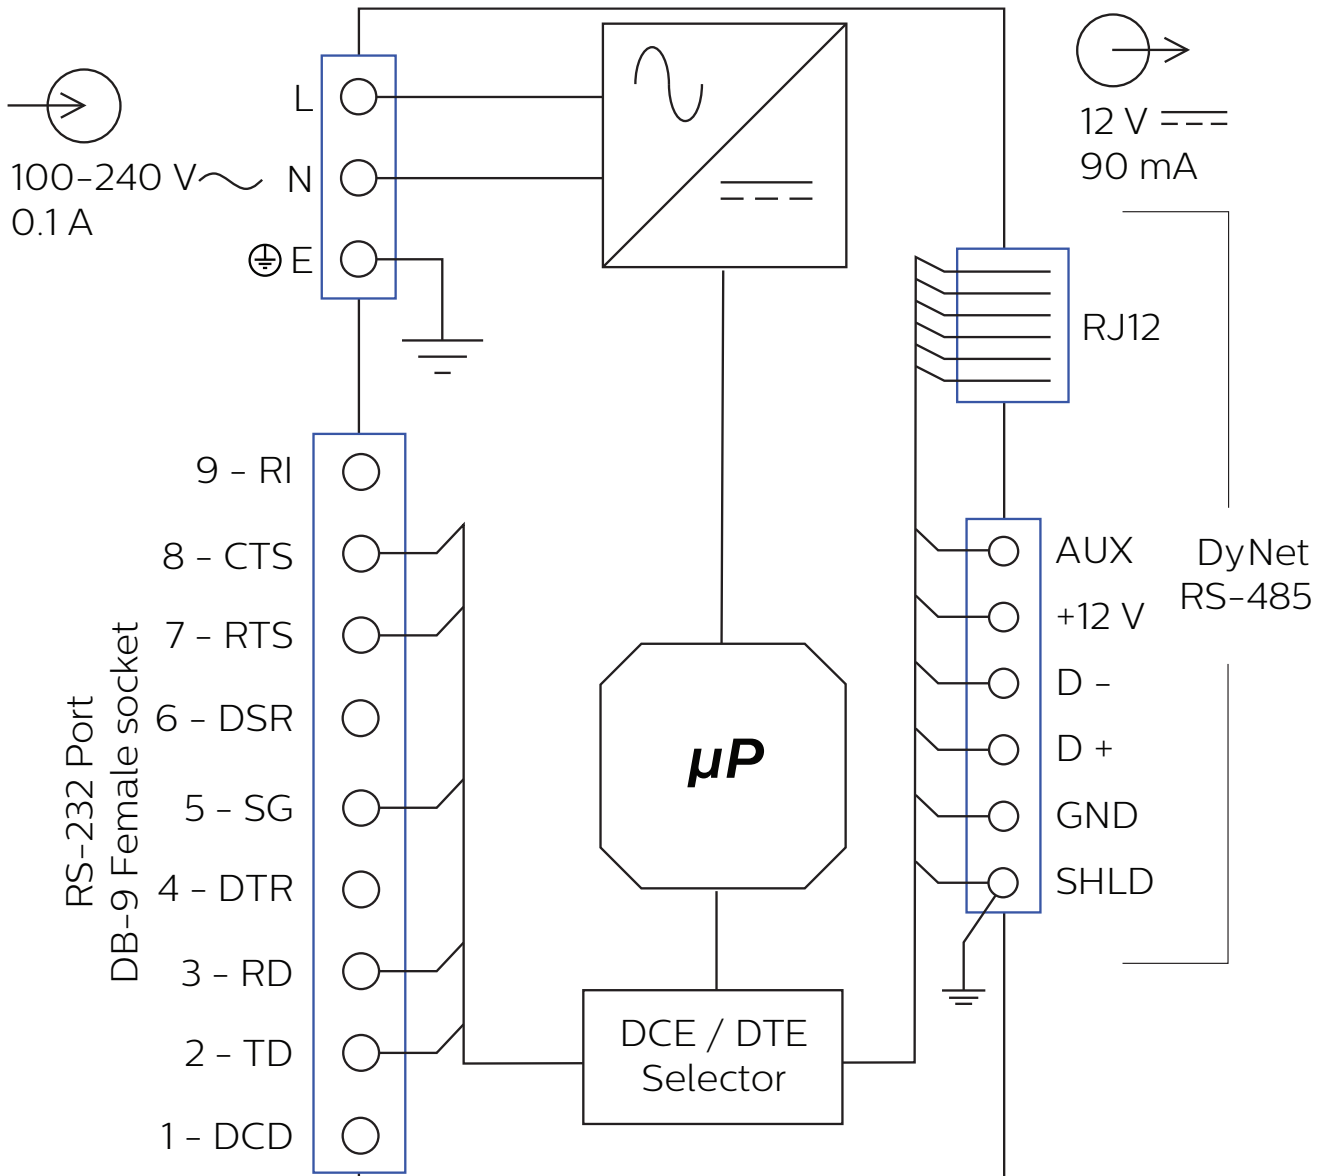 L
100-240 V
N
0.1 A
E
12 V
90 mA
RJ12
9 - RI
8 - CTS
7 - RTS
6 - DSR
5 - SG
4 - DTR
3 - RD
2 - TD
1 - DCD
RS-232 Port
DB-9 Female socket
µP
DCE / DTE
Selector
AUX
+12 V
D -
D +
GND
SHLD
DyNet
RS-485